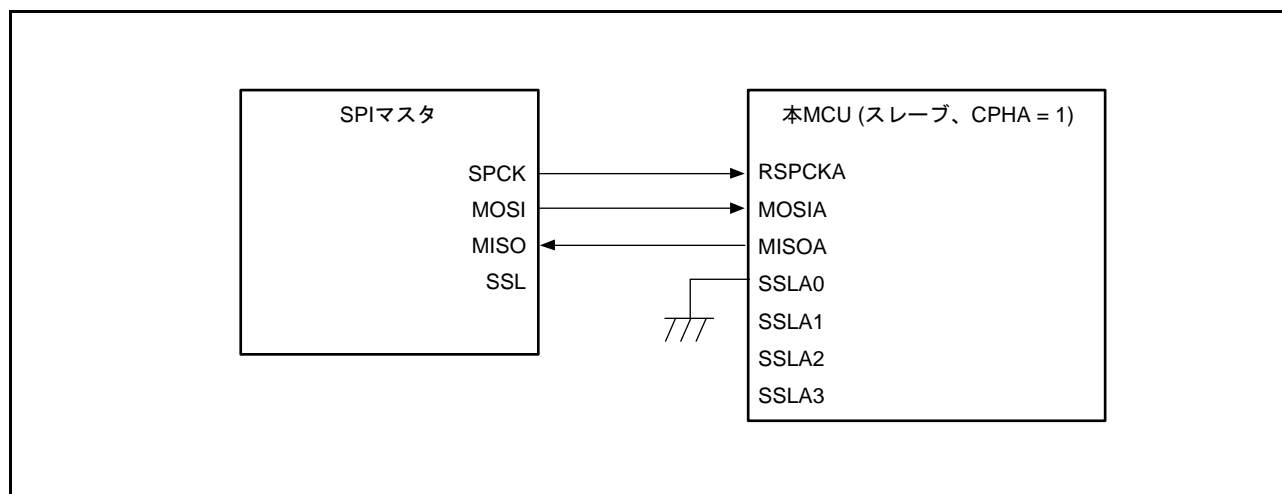 SPIマスタ
SPCK
MOSI
MISO
SSL
本MCU (スレーブ、CPHA = 1)
RSPCKA
MOSIA
MISOA
SSLA0
SSLA1
SSLA2
SSLA3